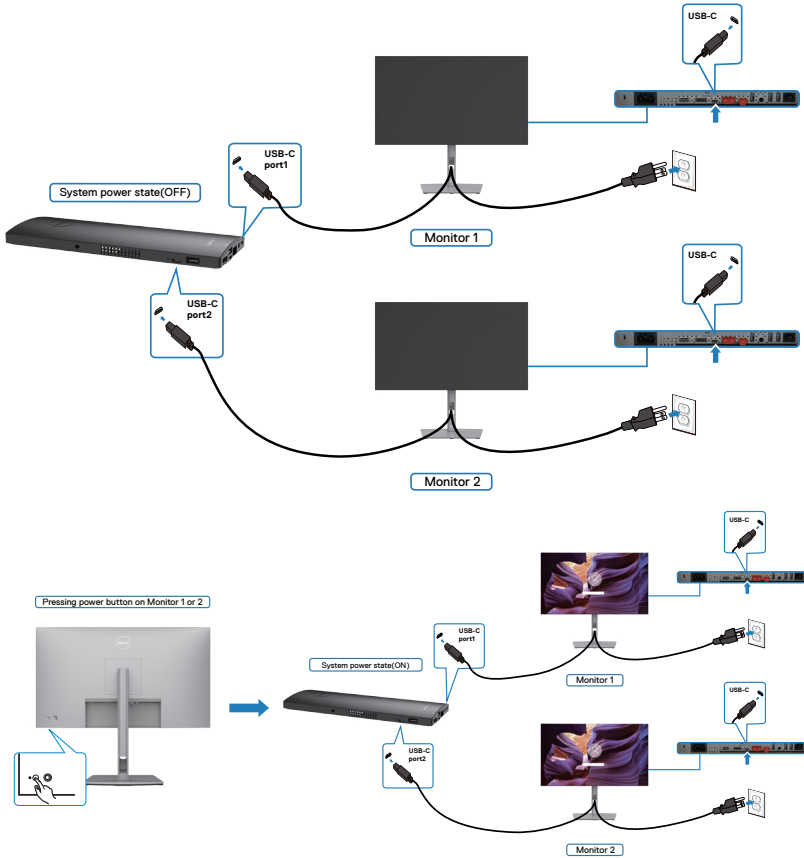 USB-C
USB-C
port1
System power state(OFF)
Monitor 1
USB-C
USB-C
port2
Monitor 2
USB-C
Pressing power button on Monitor 1 or 2
DELL
USB-C
port1
System power state(ON)
Monitor 1
USB-C
USB-C
port2
Monitor 2